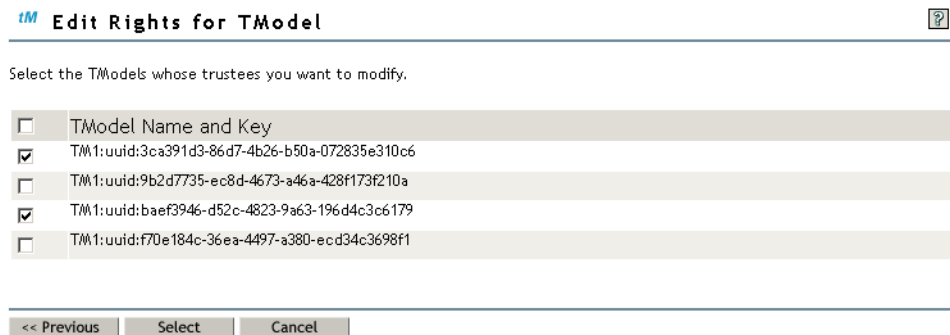 tM Edit Rights for TModel ?
Select the TModels whose trustees you want to modify.
TModel Name and Key
TM1:uuid:3ca391d3-86d7-4b26-b50a-072835e310c6
TM1:uuid:9b2d7735-ec8d-4673-a46a-428f173f210a
TM1:uuid:baef3946-d52c-4823-9a63-196d4c3c6179
TM1:uuid:f70e184c-36ea-4497-a380-ecd34c3698f1
<< Previous Select Cancel